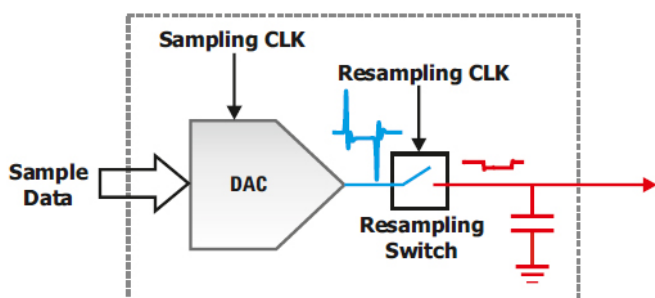 Sampling CLK
Resampling CLK
Sample
Data
DAC
Resampling
Switch